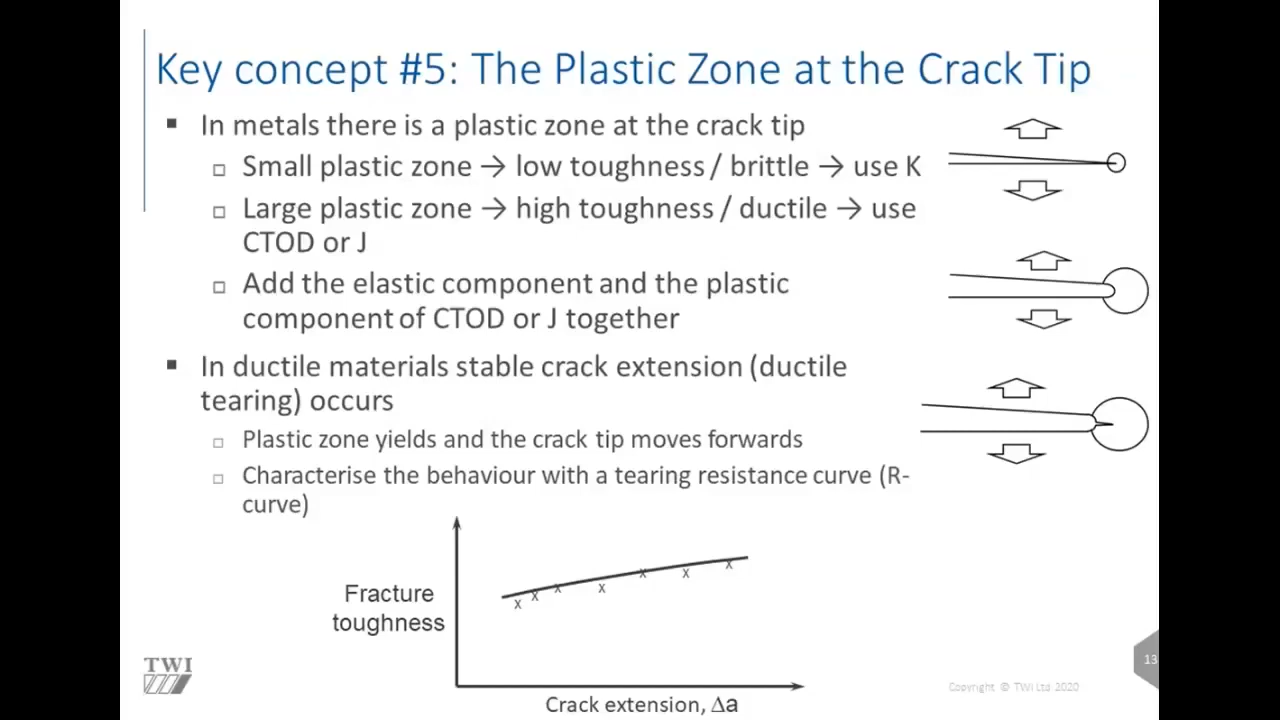 Key concept #5: The Plastic Zone at the Crack Tip
▪ In metals there is a plastic zone at the crack tip
▫ Small plastic zone → low toughness / brittle → use K
▫ Large plastic zone → high toughness / ductile → use
CTOD or J
▫ Add the elastic component and the plastic
component of CTOD or J together
▪ In ductile materials stable crack extension (ductile
tearing) occurs
▫ Plastic zone yields and the crack tip moves forwards
▫ Characterise the behaviour with a tearing resistance curve (R-
curve)
Fracture
toughness
Crack extension, Δa
TWI
Copyright © TWI Ltd 2020
13